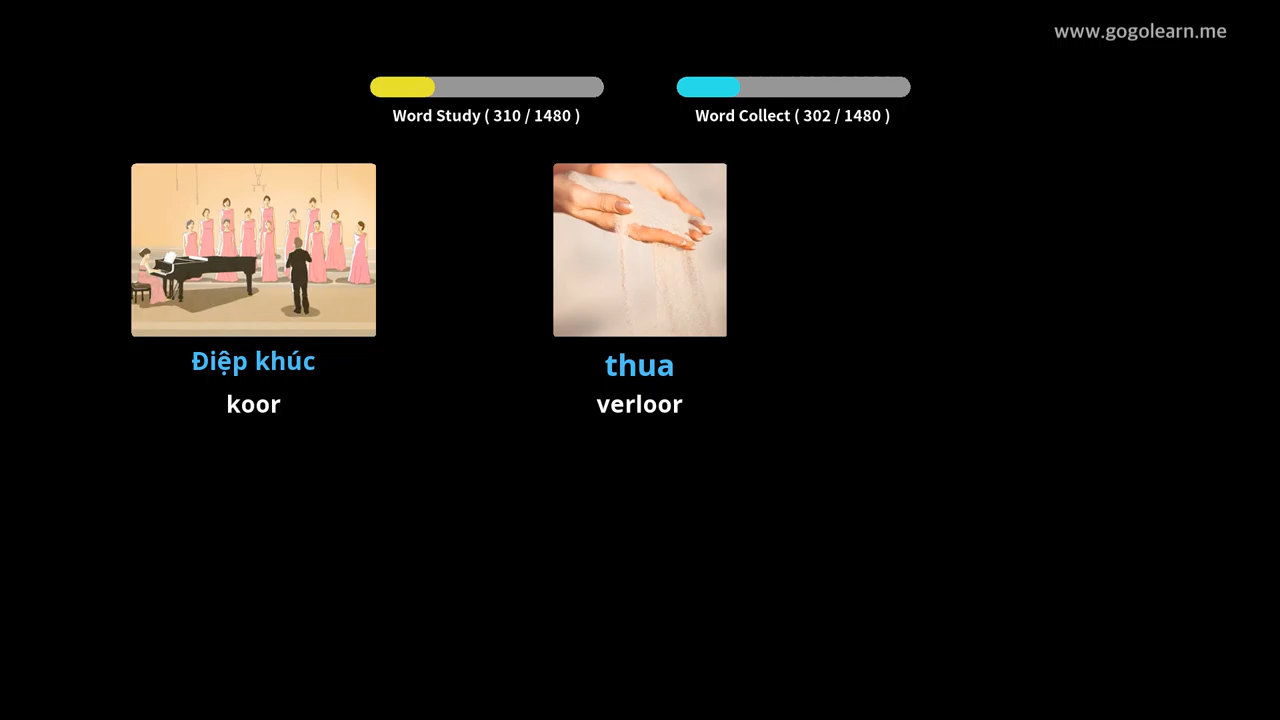 www.gogolearn.me
Word Study ( 310 / 1480 )
Word Collect ( 302 / 1480 )
Điệp khúc
koor
thua
verloor